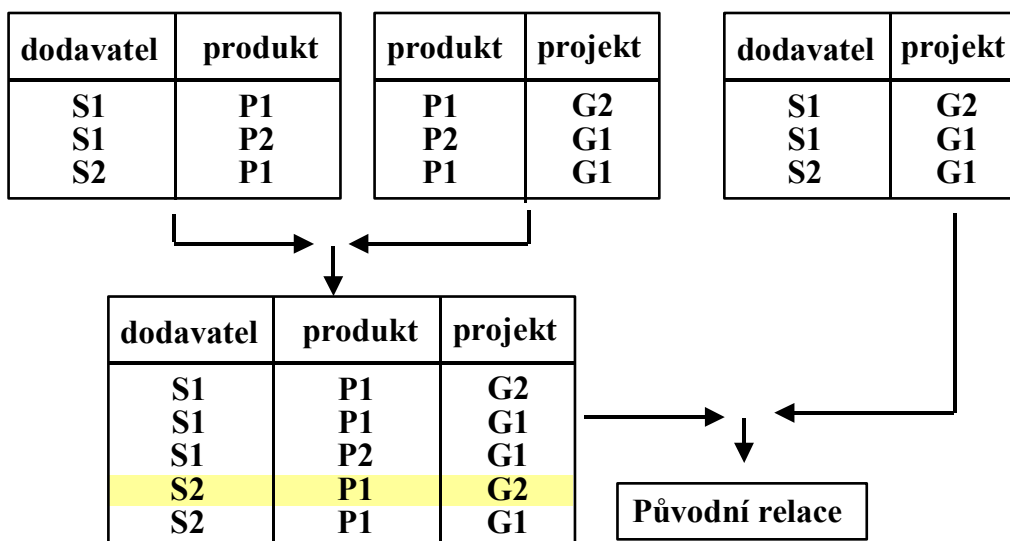 dodavatel produkt
S1 P1
S1 P2
S2 P1
produkt projekt
P1 G2
P2 G1
P1 G1
dodavatel projekt
S1 G2
S1 G1
S2 G1
dodavatel produkt projekt
S1 P1 G2
S1 P1 G1
S1 P2 G1
S2 P1 G2
S2 P1 G1
Původní relace